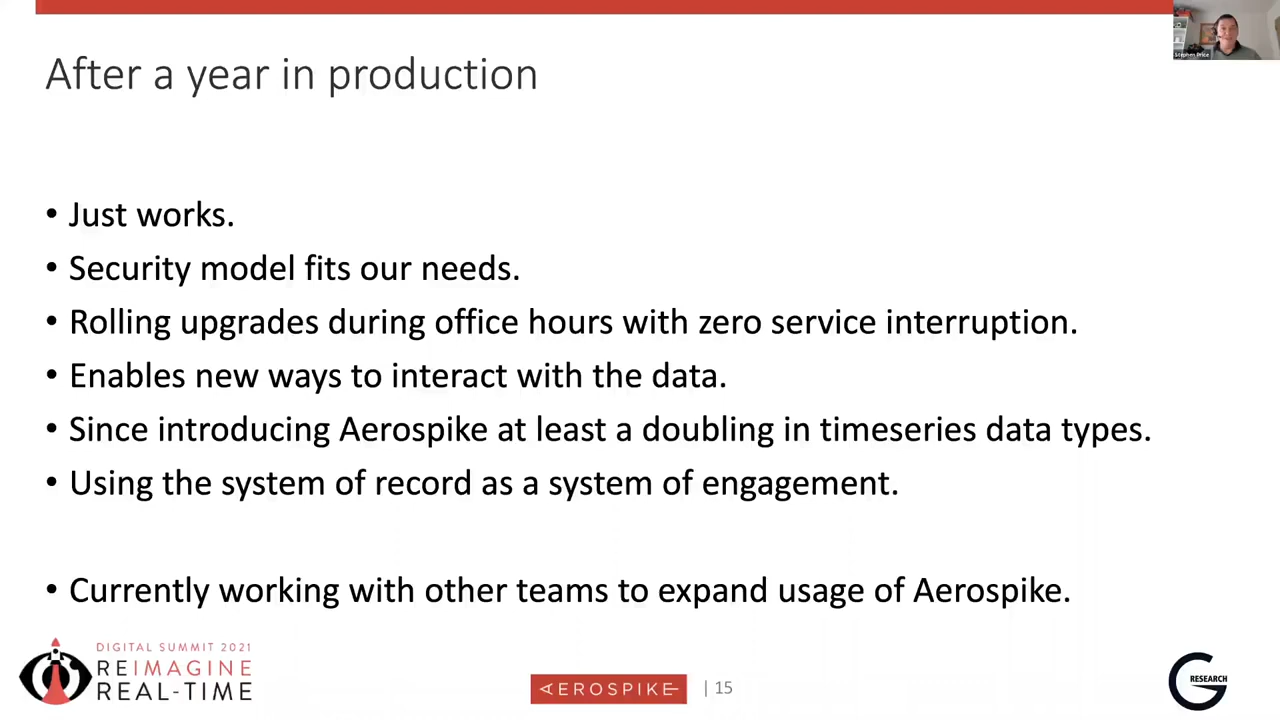 Stephen Price
After a year in production
• Just works.
• Security model fits our needs.
• Rolling upgrades during office hours with zero service interruption.
• Enables new ways to interact with the data.
• Since introducing Aerospike at least a doubling in timeseries data types.
• Using the system of record as a system of engagement.
• Currently working with other teams to expand usage of Aerospike.
DIGITAL SUMMIT 2021
REIMAGINE
REAL-TIME
AEROSPIKE
| 15
G RESEARCH